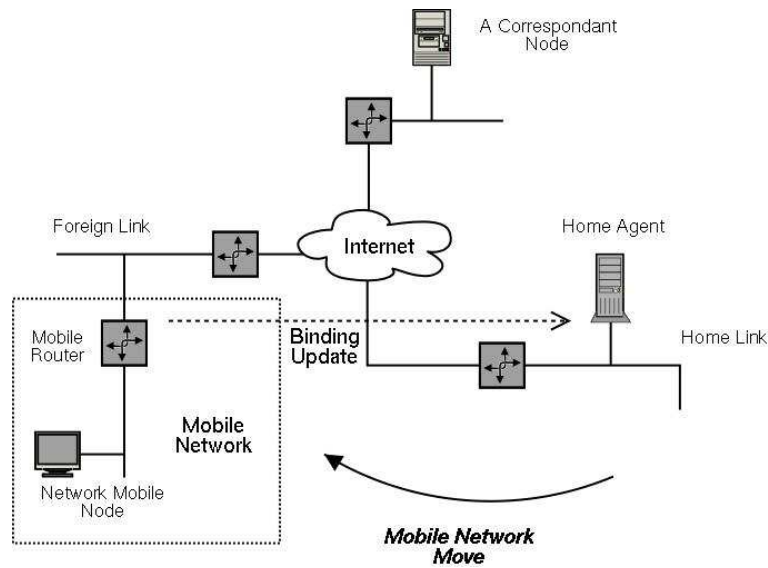 A Correspondant
Node
Foreign Link
Internet
Home Agent
Mobile
Router
Binding
Update
Home Link
Mobile
Network
Network Mobile
Node
Mobile Network
Move